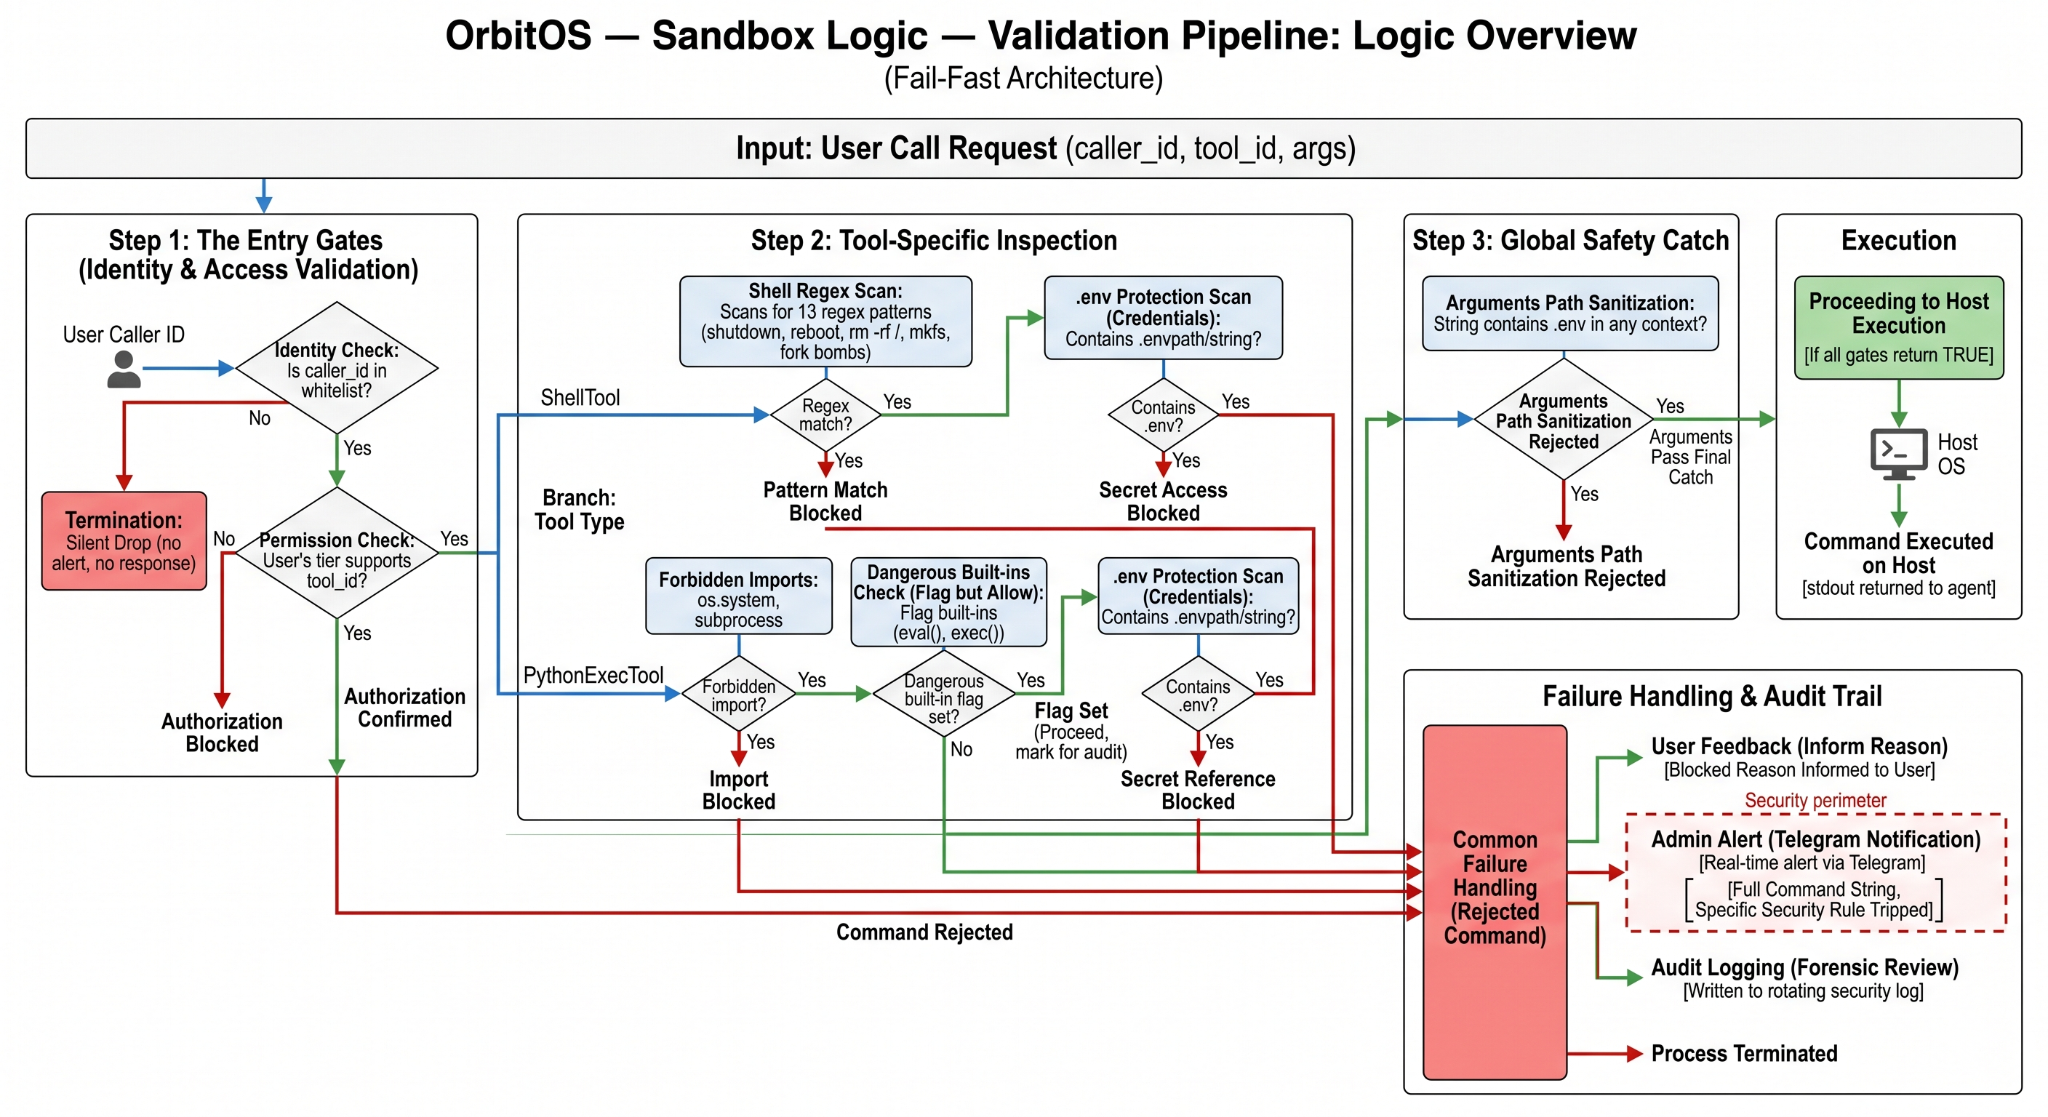 OrbitOS — Sandbox Logic — Validation Pipeline: Logic Overview
(Fail-Fast Architecture)
Input: User Call Request (caller_id, tool_id, args)
Step 1: The Entry Gates
(Identity & Access Validation)
User Caller ID
Identity Check:
Is caller_id in
whitelist?
No
Yes
Termination:
Silent Drop (no
alert, no response)
No
Permission Check:
User's tier supports
tool_id?
Yes
Yes
Authorization
Confirmed
Authorization
Blocked
Step 2: Tool-Specific Inspection
Shell Regex Scan:
Scans for 13 regex patterns
(shutdown, reboot, rm -rf /, mkfs,
fork bombs)
.env Protection Scan
(Credentials):
Contains .envpath/string?
ShellTool
Regex
match?
Yes
Yes
Pattern Match
Blocked
Contains
.env?
Yes
Yes
Secret Access
Blocked
Branch:
Tool Type
Forbidden Imports:
os.system,
subprocess
Dangerous Built-ins
Check (Flag but Allow):
Flag built-ins
(eval(), exec())
.env Protection Scan
(Credentials):
Contains .envpath/string?
PythonExecTool
Forbidden
import?
Yes
Yes
Import
Blocked
Dangerous
built-in flag
set?
Yes
No
Flag Set
(Proceed,
mark for audit)
Contains
.env?
Yes
Yes
Secret Reference
Blocked
Step 3: Global Safety Catch
Arguments Path Sanitization:
String contains .env in any context?
Arguments
Path Sanitization
Rejected
Yes
Arguments
Pass Final
Catch
Yes
Arguments Path
Sanitization Rejected
Execution
Proceeding to Host
Execution
[If all gates return TRUE]
Host
OS
Command Executed
on Host
[stdout returned to agent]
Command Rejected
Failure Handling & Audit Trail
Common
Failure
Handling
(Rejected
Command)
User Feedback (Inform Reason)
[Blocked Reason Informed to User]
Security perimeter
Admin Alert (Telegram Notification)
[Real-time alert via Telegram]
[Full Command String,
Specific Security Rule Tripped]
Audit Logging (Forensic Review)
[Written to rotating security log]
Process Terminated